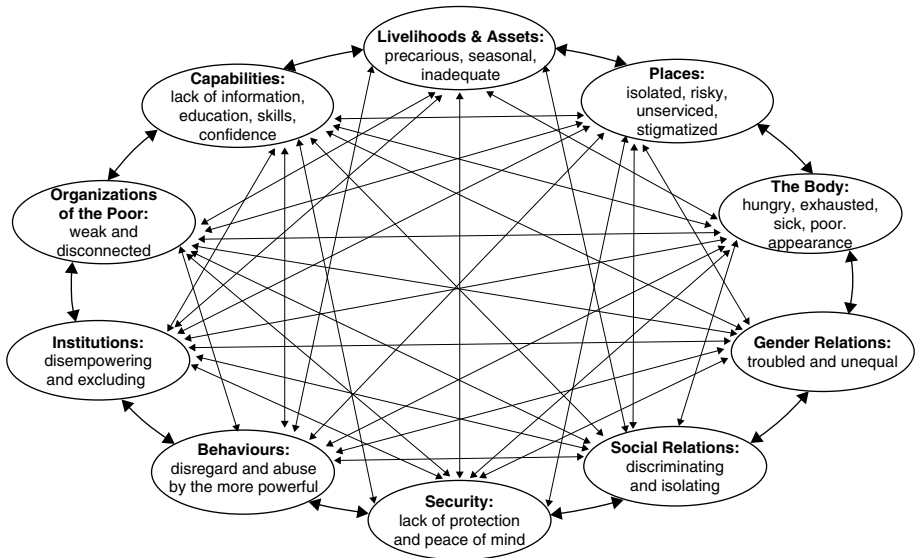 Livelihoods & Assets:
precarious, seasonal,
inadequate
Capabilities:
lack of information,
education, skills,
confidence
Places:
isolated, risky,
unserviced,
stigmatized
Organizations
of the Poor:
weak and
disconnected
The Body:
hungry, exhausted,
sick, poor.
appearance
Institutions:
disempowering
and excluding
Gender Relations:
troubled and unequal
Behaviours:
disregard and abuse
by the more powerful
Social Relations:
discriminating
and isolating
Security:
lack of protection
and peace of mind